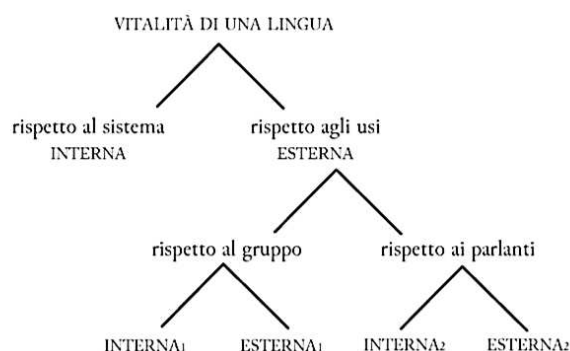 VITALITÀ DI UNA LINGUA
rispetto al sistema
INTERNA
rispetto agli usi
ESTERNA
rispetto al gruppo
rispetto ai parlanti
INTERNA1
ESTERNA1
INTERNA2
ESTERNA2